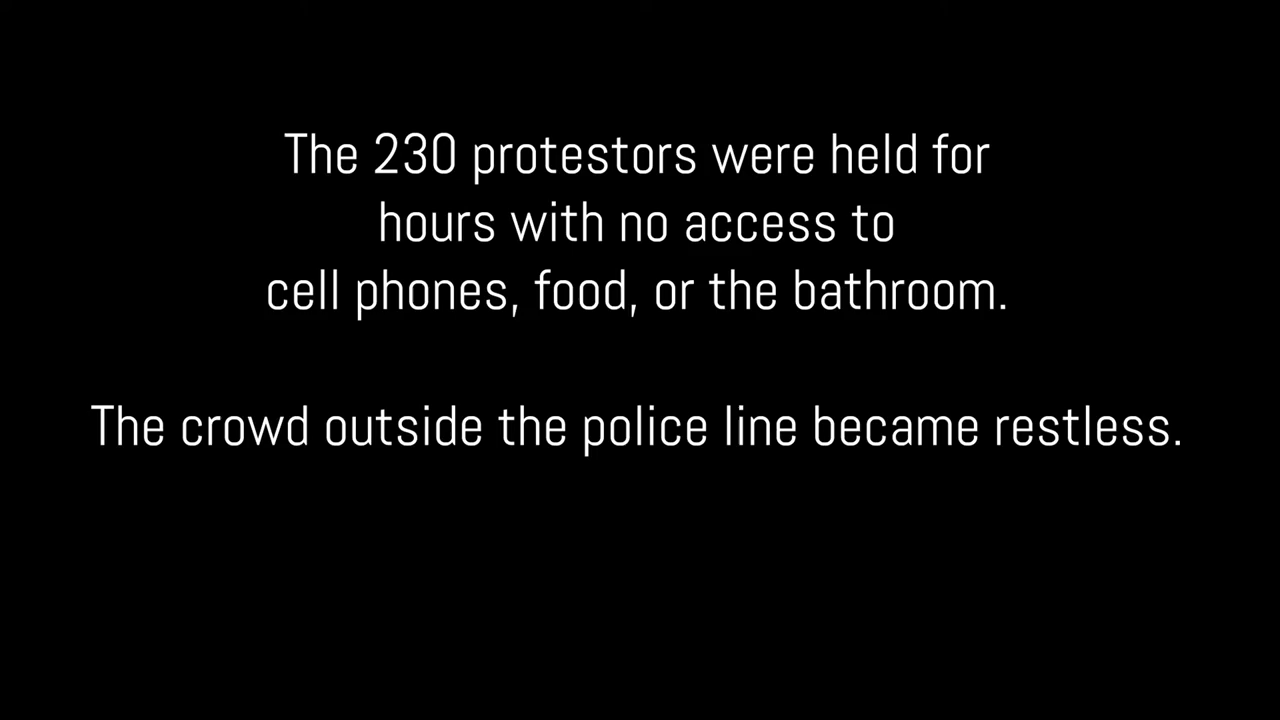 The 230 protestors were held for
hours with no access to
cell phones, food, or the bathroom.
The crowd outside the police line became restless.